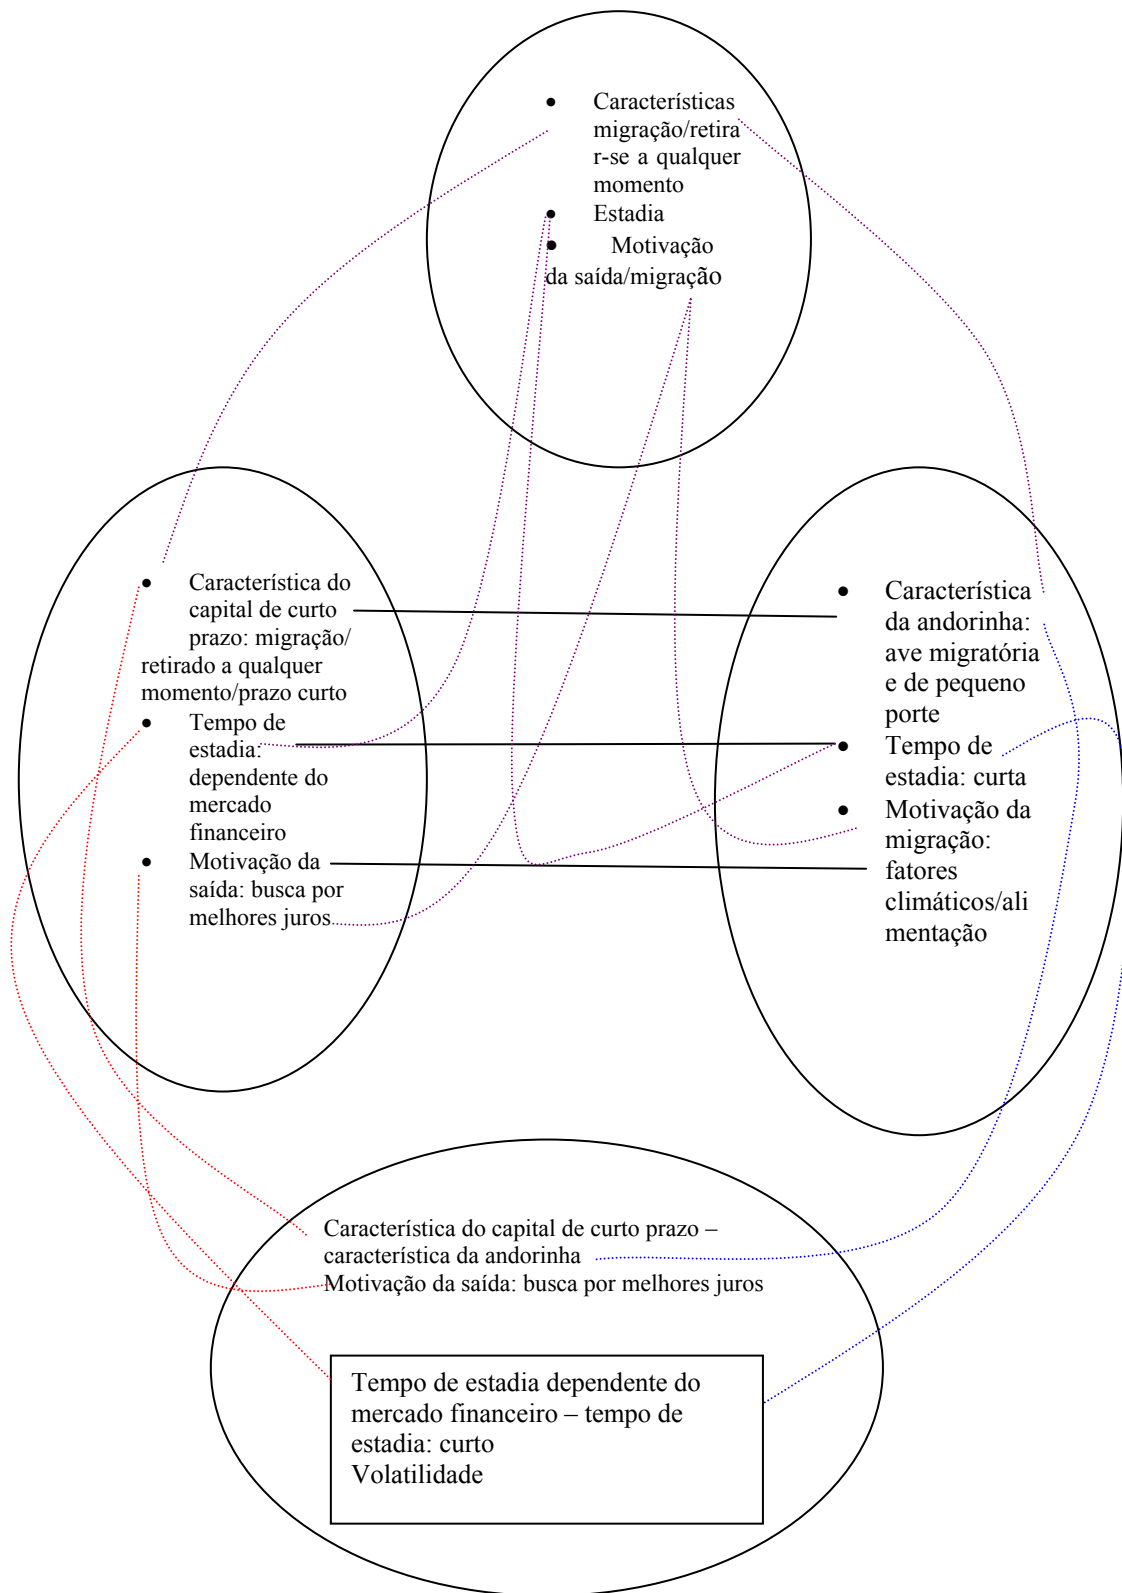 • Características
migração/retira
r-se a qualquer
momento
• Estadia
• Motivação
da saída/migração
• Característica do
capital de curto
prazo: migração/
retirado a qualquer
momento/prazo curto
• Tempo de
estadia:
dependente do
mercado
financeiro
• Motivação da
saída: busca por
melhores juros
• Característica
da andorinha:
ave migratória
e de pequeno
porte
• Tempo de
estadia: curta
• Motivação da
migração:
fatores
climáticos/ali
mentação
Característica do capital de curto prazo –
característica da andorinha
Motivação da saída: busca por melhores juros
Tempo de estadia dependente do
mercado financeiro – tempo de
estadia: curto
Volatilidade